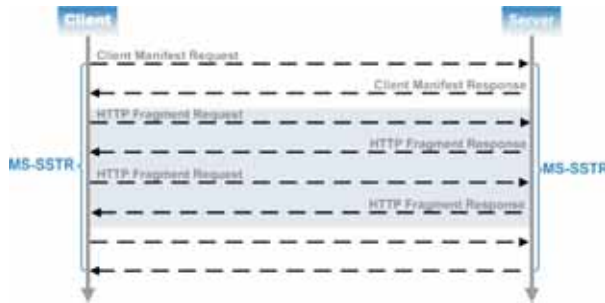 Client
Server
Client Manifest Request
Client Manifest Response
HTTP Fragment Request
HTTP Fragment Response
MS-SSTR
MS-SSTR
HTTP Fragment Request
HTTP Fragment Response